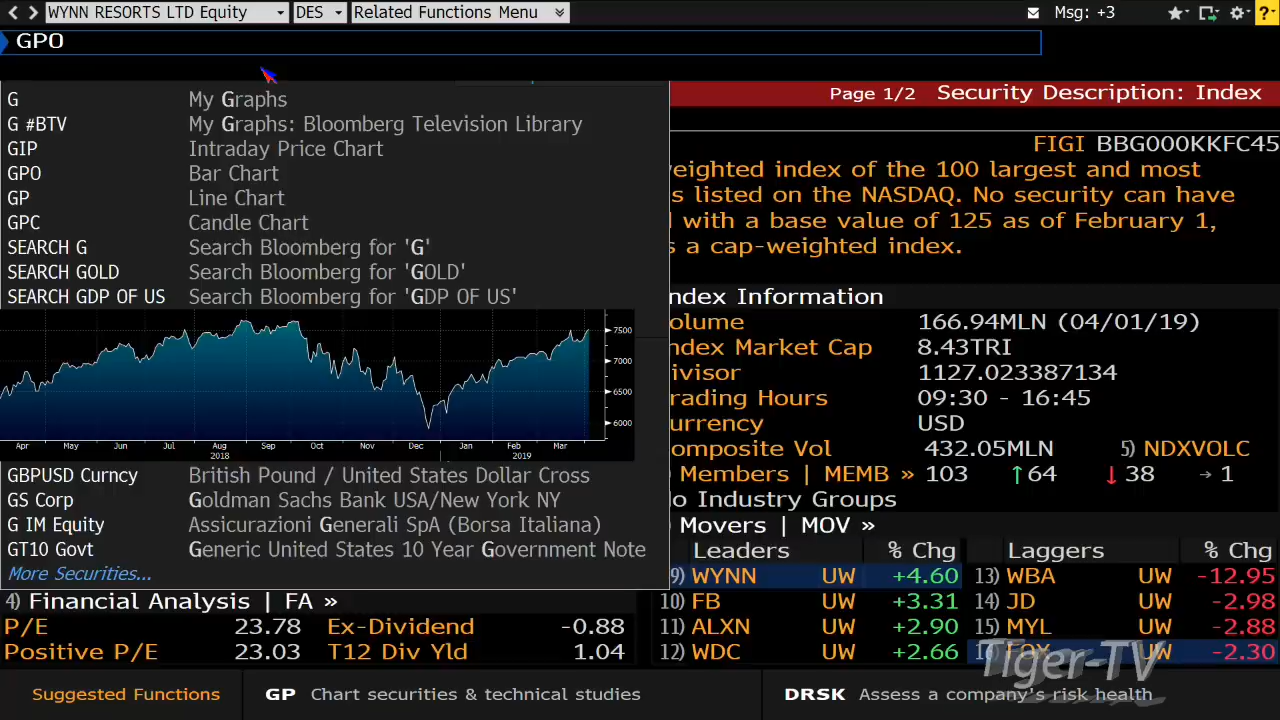 WYNN RESORTS LTD Equity DES Related Functions Menu Msg: +3
GPO
Page 1/2 Security Description: Index
G My Graphs
G #BTV My Graphs: Bloomberg Television Library
GIP Intraday Price Chart
GPO Bar Chart
GP Line Chart
GPC Candle Chart
SEARCH G Search Bloomberg for 'G'
SEARCH GOLD Search Bloomberg for 'GOLD'
SEARCH GDP OF US Search Bloomberg for 'GDP OF US'
7500
7000
6500
6000
Apr May Jun Jul Aug Sep Oct Nov Dec Jan Feb Mar
2018 2019
GBPUSD Curncy British Pound / United States Dollar Cross
GS Corp Goldman Sachs Bank USA/New York NY
G IM Equity Assicurazioni Generali SpA (Borsa Italiana)
GT10 Govt Generic United States 10 Year Government Note
More Securities...
FIGI BBG000KKFC45
eighted index of the 100 largest and most
s listed on the NASDAQ. No security can have
d with a base value of 125 as of February 1,
s a cap-weighted index.
ndex Information
olume 166.94MLN (04/01/19)
ndex Market Cap 8.43TRI
ivisor 1127.023387134
rading Hours 09:30 - 16:45
urrency USD
omposite Vol 432.05MLN 5) NDXVOLC
) Members | MEMB » 103 ↑64 ↓38 → 1
o Industry Groups
) Movers | MOV »
Leaders % Chg Laggers % Chg
9) WYNN UW +4.60 13) WBA UW -12.95
10) FB UW +3.31 14) JD UW -2.98
11) ALXN UW +2.90 15) MYL UW -2.88
12) WDC UW +2.66 16) FOX UW -2.30
4) Financial Analysis | FA »
P/E 23.78 Ex-Dividend -0.88
Positive P/E 23.03 T12 Div Yld 1.04
Tiger-TV
Suggested Functions GP Chart securities & technical studies DRSK Assess a company's risk health